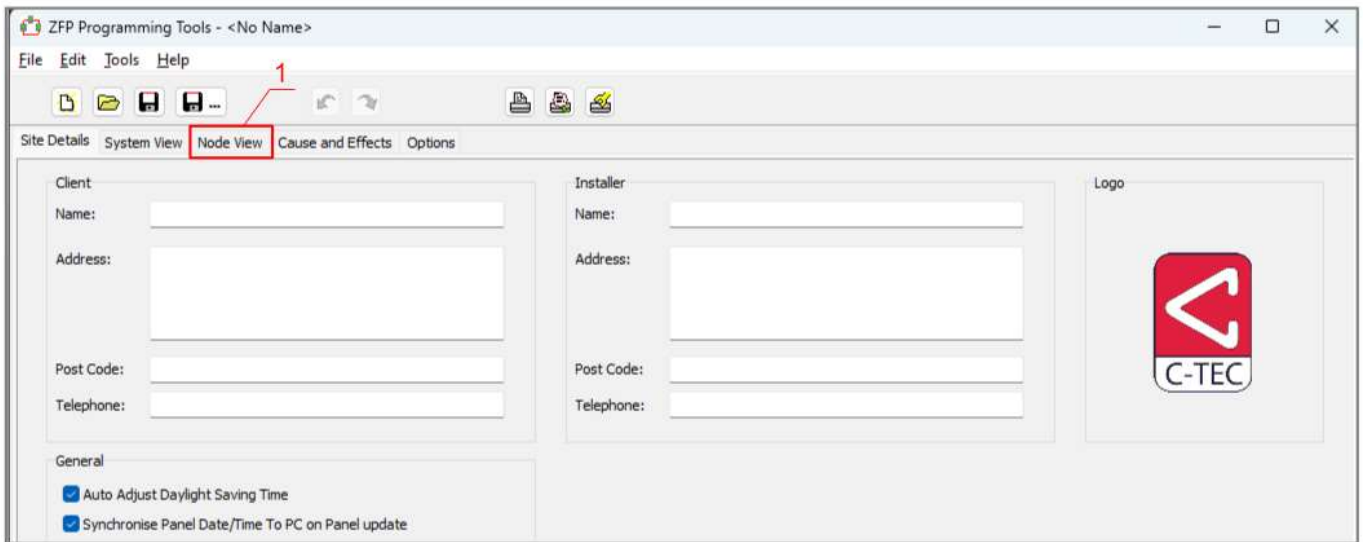 ZFP Programming Tools - <No Name>
File Edit Tools Help
1
...
Site Details System View Node View Cause and Effects Options
Client Installer Logo
Name: Name:
Address: Address:
C-TEC
Post Code: Post Code:
Telephone: Telephone:
General
Auto Adjust Daylight Saving Time
Synchronise Panel Date/Time To PC on Panel update